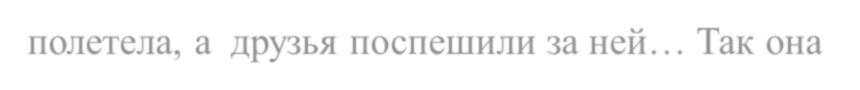 полетела, а  друзья поспешили за ней… Так она